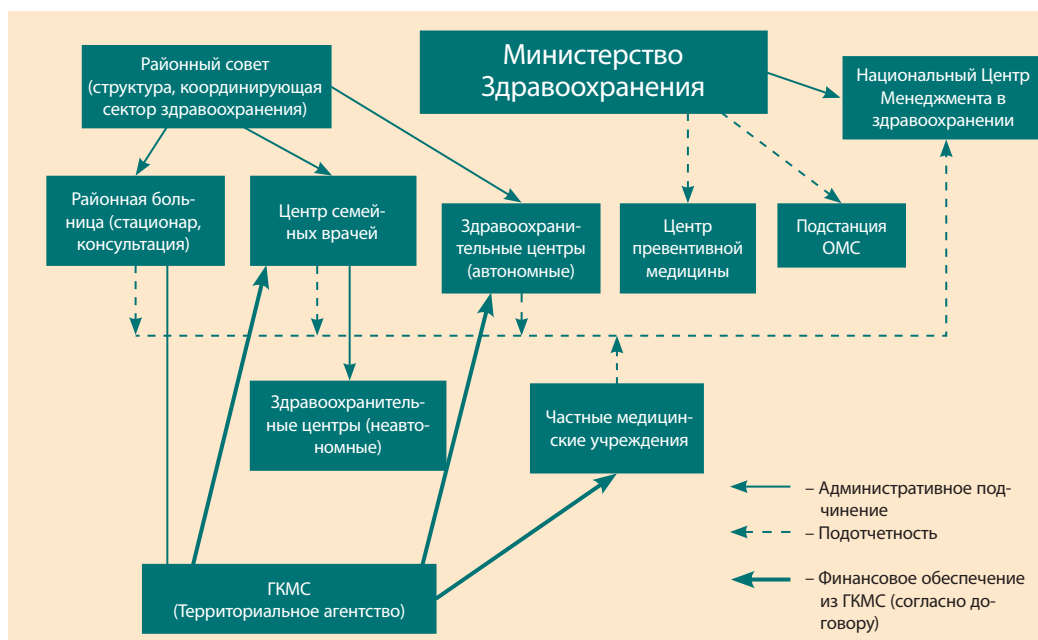 Районный совет
(структура, координирующая
сектор здравоохранения)
Министерство
Здравоохранения
Национальный Центр
Менеджмента в
здравоохранении
Районная боль-
ница (стационар,
консультация)
Центр семей-
ных врачей
Здравоохрани-
тельные центры
(автономные)
Центр
превентивной
медицины
Подстанция
ОМС
Здравоохранитель-
ные центры (неавто-
номные)
Частные медицин-
ские учреждения
ГКМС
(Территориальное агентство)
– Административное под-
чинение
– Подотчетность
– Финансовое обеспечение
из ГКМС (согласно до-
говору)